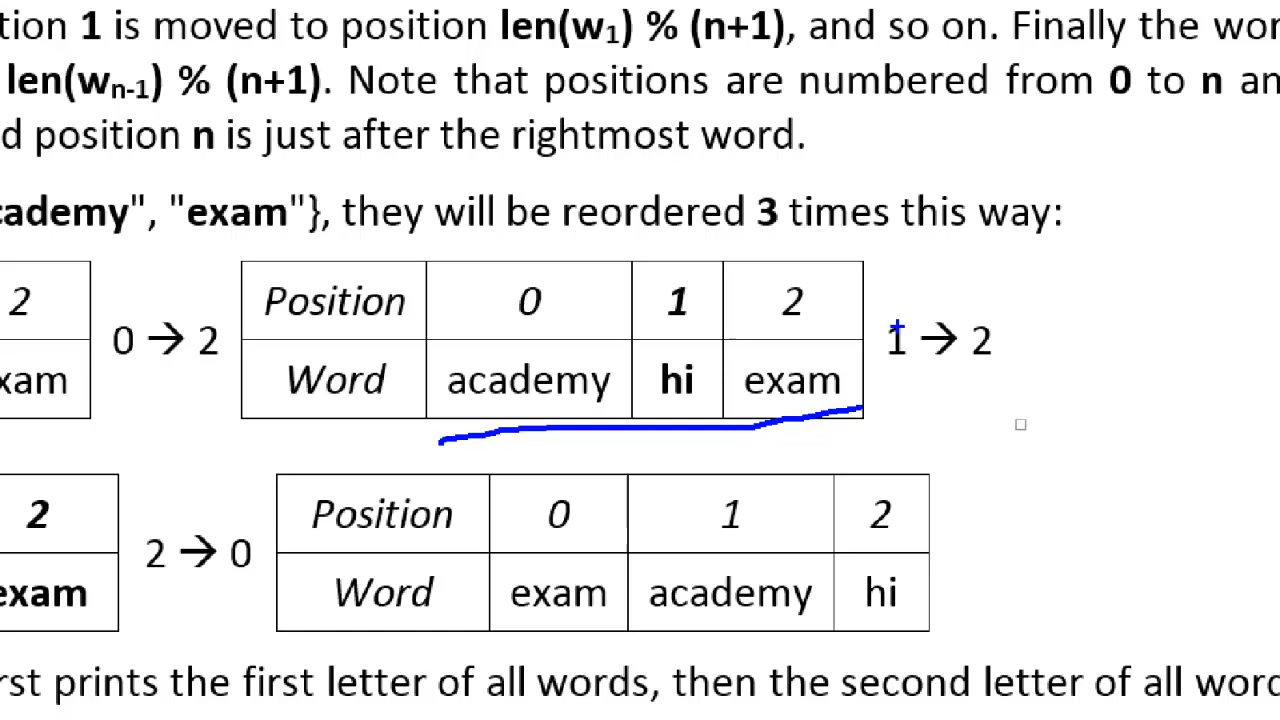 tion 1 is moved to position len(w1) % (n+1), and so on. Finally the wor
len(wn-1) % (n+1). Note that positions are numbered from 0 to n an
d position n is just after the rightmost word.
cademy", "exam"}, they will be reordered 3 times this way:
2 Position 0 1 2
0 → 2 1 → 2
xam Word academy hi exam
2 Position 0 1 2
2 → 0
exam Word exam academy hi
rst prints the first letter of all words, then the second letter of all word